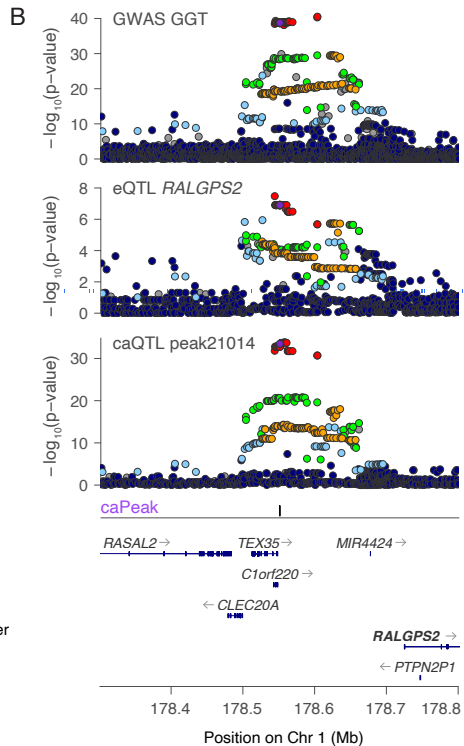 B
GWAS GGT
40
30
20
10
0
− log10(p−value)
eQTL RALGPS2
8
6
4
2
0
− log10(p−value)
caQTL peak21014
30
20
10
0
− log10(p−value)
caPeak
RASAL2 → TEX35 → MIR4424 →
C1orf220 →
← CLEC20A
er
RALGPS2 →
← PTPN2P1
178.4 178.5 178.6 178.7 178.8
Position on Chr 1 (Mb)